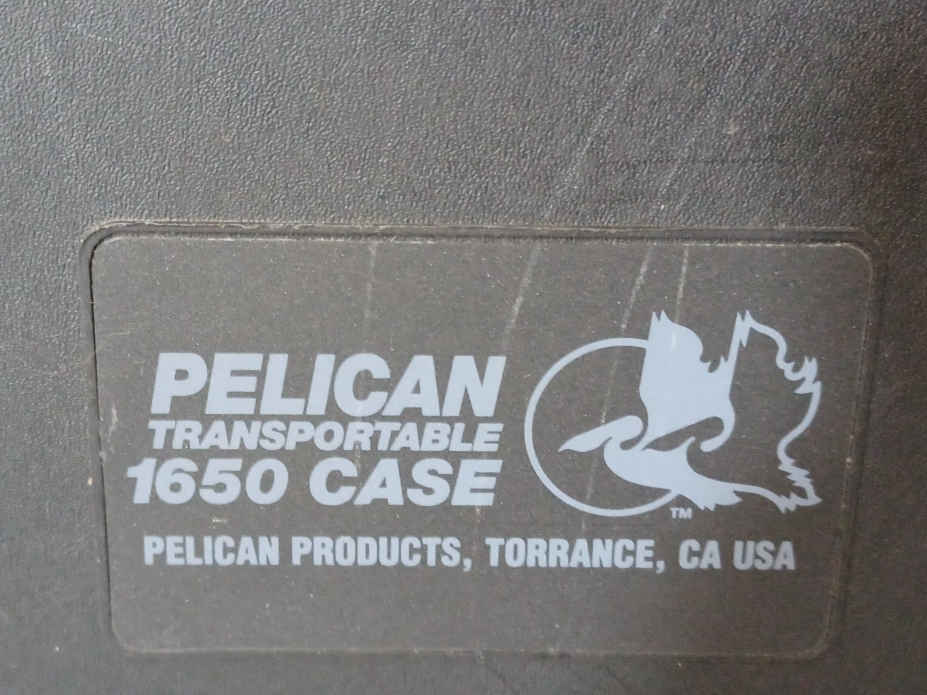 PELICAN
TRANSPORTABLE
1650 CASE
TM
PELICAN PRODUCTS, TORRANCE, CA USA